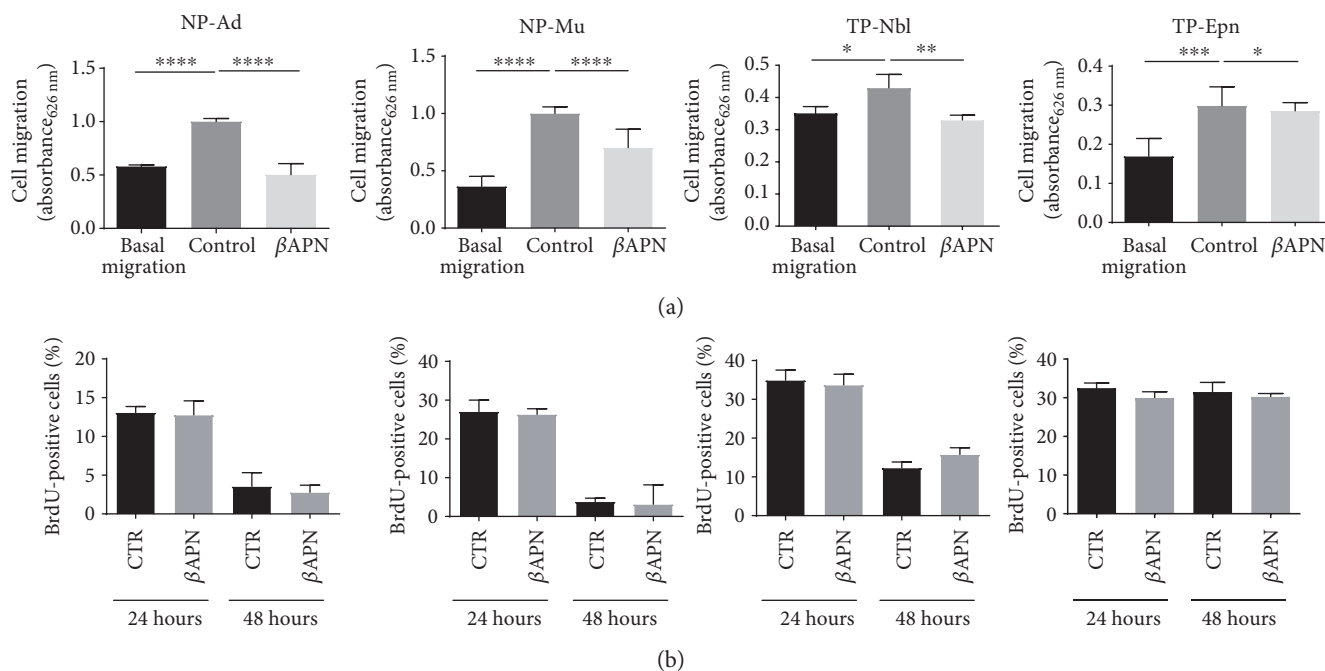 NP-Ad
Cell migration
(absorbance626 nm)
1.5
1.0
0.5
0.0
**** ****
Basal
migration
Control
βAPN
NP-Mu
Cell migration
(absorbance626 nm)
1.5
1.0
0.5
0.0
**** ****
Basal
migration
Control
βAPN
TP-Nbl
Cell migration
(absorbance626 nm)
0.5
0.4
0.3
0.2
0.1
0.0
* **
Basal
migration
Control
βAPN
TP-Epn
Cell migration
(absorbance626 nm)
0.4
0.3
0.2
0.1
0.0
*** *
Basal
migration
Control
βAPN
(a)
BrdU-positive cells (%)
20
15
10
5
0
CTR
βAPN
CTR
βAPN
24 hours
48 hours
BrdU-positive cells (%)
40
30
20
10
0
CTR
βAPN
CTR
βAPN
24 hours
48 hours
BrdU-positive cells (%)
40
30
20
10
0
CTR
βAPN
CTR
βAPN
24 hours
48 hours
BrdU-positive cells (%)
40
30
20
10
0
CTR
βAPN
CTR
βAPN
24 hours
48 hours
(b)